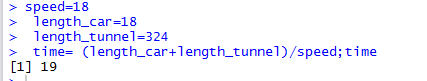 > speed=18
>  length_car=18
>  length_tunnel=324
>  time= (length_car+length_tunnel)/speed;time
[1] 19
>